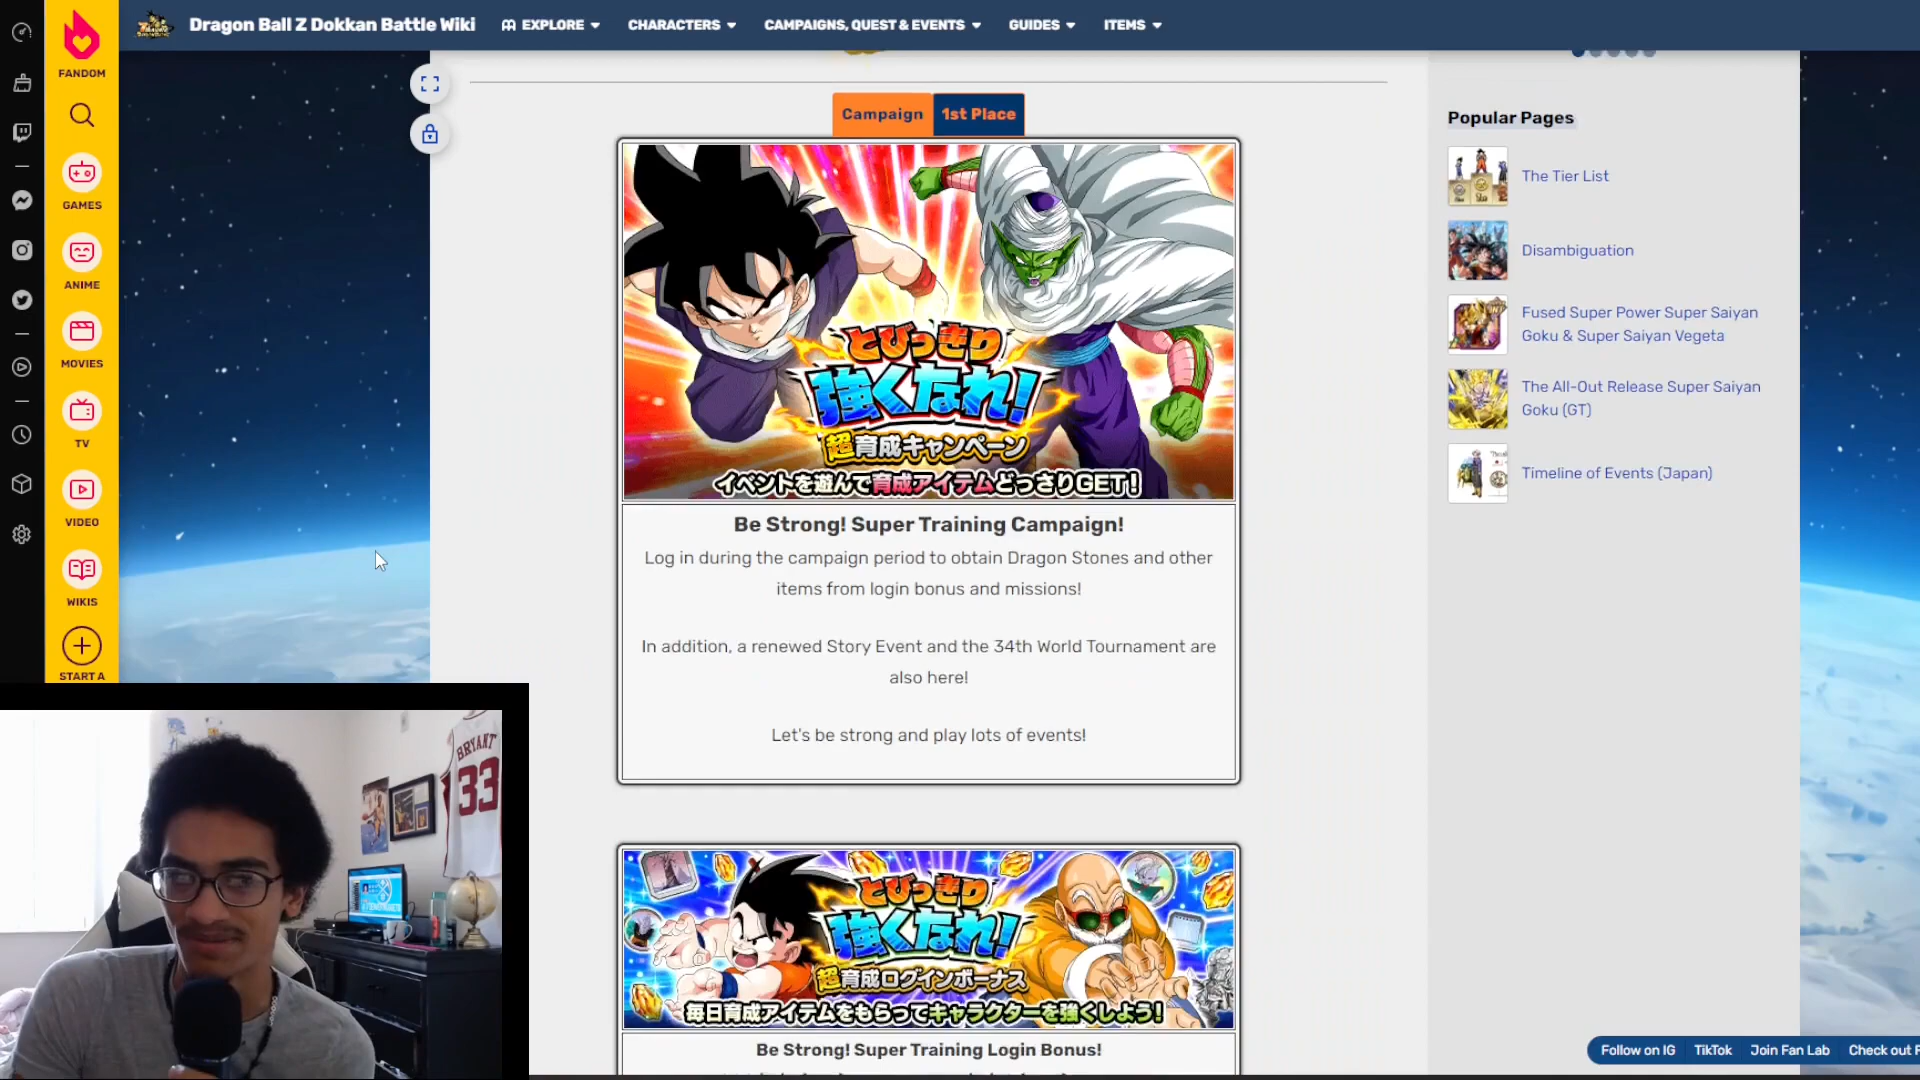 Dragon Ball Z Dokkan Battle Wiki
EXPLORE
CHARACTERS
CAMPAIGNS, QUEST & EVENTS
GUIDES
ITEMS
FANDOM
GAMES
ANIME
MOVIES
TV
VIDEO
WIKIS
START A
Campaign
1st Place
とびっきり
強くなれ!
超育成キャンペーン
イベントを遊んで育成アイテムどっさりGET!
Be Strong! Super Training Campaign!
Log in during the campaign period to obtain Dragon Stones and other
items from login bonus and missions!
In addition, a renewed Story Event and the 34th World Tournament are
also here!
Let's be strong and play lots of events!
とびっきり
強くなれ!
超育成ログインボーナス
毎日育成アイテムをもらってキャラクターを強くしよう!
Be Strong! Super Training Login Bonus!
Popular Pages
The Tier List
Disambiguation
Fused Super Power Super Saiyan
Goku & Super Saiyan Vegeta
The All-Out Release Super Saiyan
Goku (GT)
Timeline of Events (Japan)
BRYANT
33
Follow on IG
TikTok
Join Fan Lab
Check out F